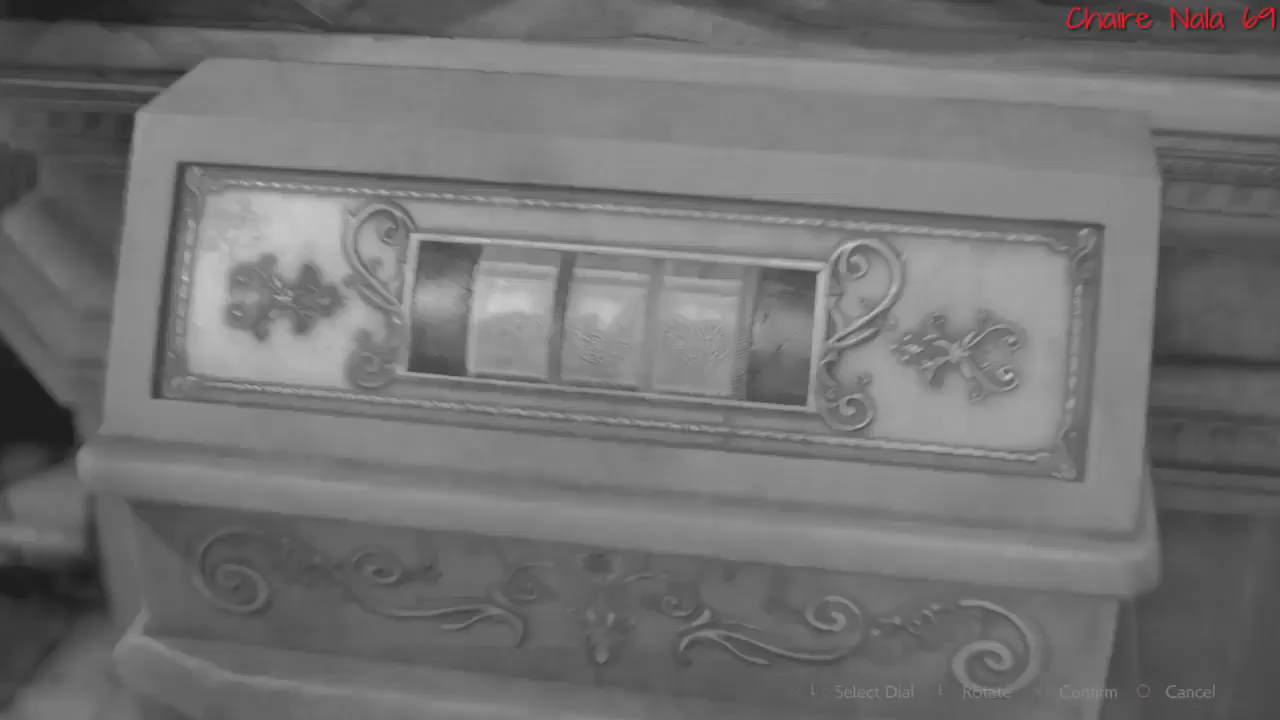 Chaire Nala 69
Select Dial
Rotate
Confirm
Cancel